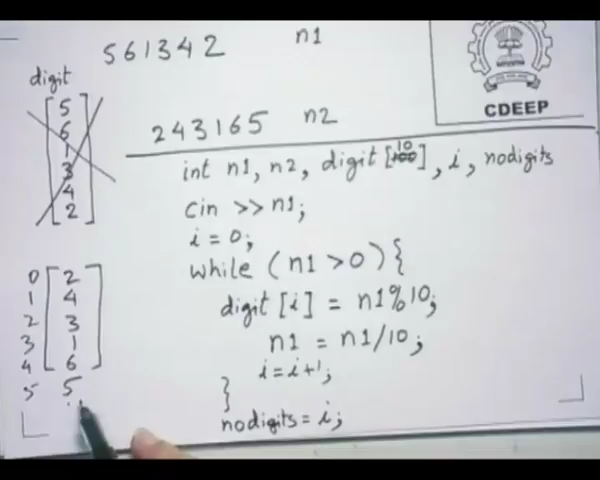 561342 n1
CDEEP
digit
5
6
1
3
4
2
243165 n2
int n1, n2, digit[10], i, nodigits
cin >> n1;
i = 0;
while (n1 > 0) {
digit [i] = n1%10;
n1 = n1/10;
i = i+1;
}
nodigits = i;
0 2
1 4
2 3
3 1
4 6
5 5